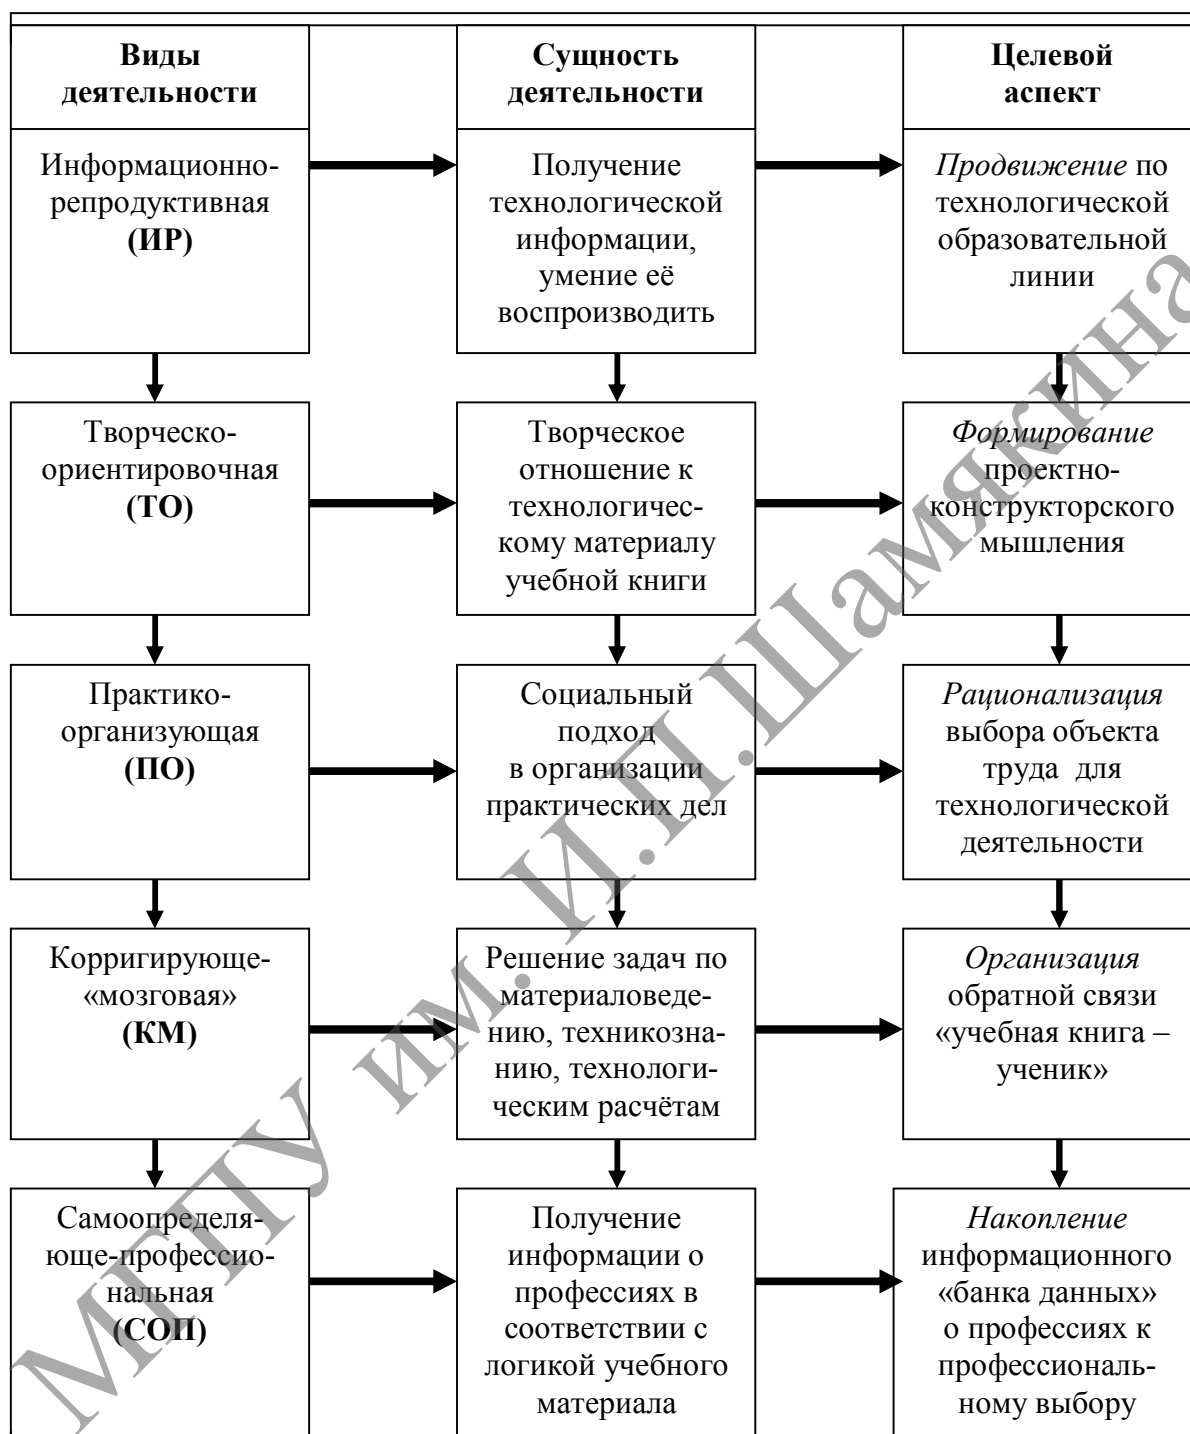 Виды
деятельности
Сущность
деятельности
Целевой
аспект
Информационно-
репродуктивная
(ИР)
Получение
технологической
информации,
умение её
воспроизводить
Продвижение по
технологической
образовательной
линии
Творческо-
ориентировочная
(ТО)
Творческое
отношение к
технологичес-
кому материалу
учебной книги
Формирование
проектно-
конструкторского
мышления
Практико-
организующая
(ПО)
Социальный
подход
в организации
практических дел
Рационализация
выбора объекта
труда для
технологической
деятельности
Корригирующе-
«мозговая»
(КМ)
Решение задач по
материаловеде-
нию, техникозна-
нию, технологи-
ческим расчётам
Организация
обратной связи
«учебная книга –
ученик»
Самоопределя-
юще-профессио-
нальная
(СОП)
Получение
информации о
профессиях в
соответствии с
логикой учебного
материала
Накопление
информационного
«банка данных»
о профессиях к
профессиональ-
ному выбору
МГПУ им. И.П.Шамякина